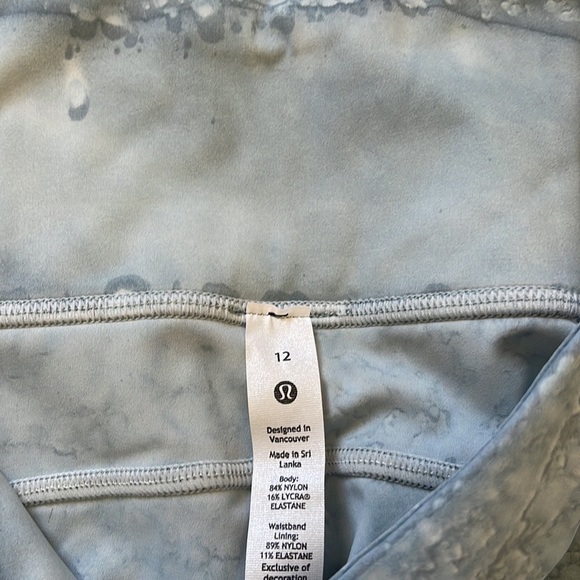 12
Designed in
Vancouver
Made in Sri
Lanka
Body:
84% NYLON
16% LYCRA®
ELASTANE
Waistband
Lining:
89% NYLON
11% ELASTANE
Exclusive of
decoration